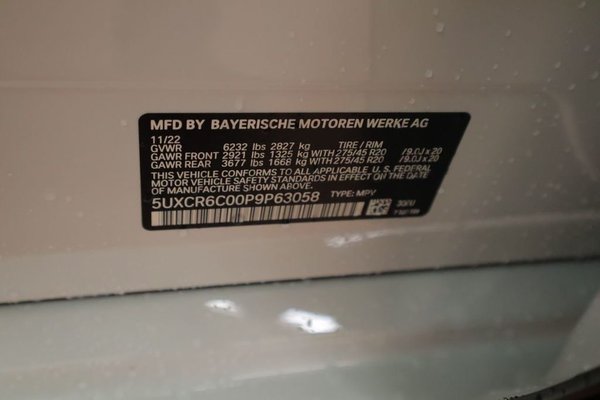 MFD BY BAYERISCHE MOTOREN WERKE AG
11/22
GVWR 6232 lbs 2827 kg TIRE / RIM
GAWR FRONT 2921 lbs 1325 kg WITH 275/45 R20 /9.0J x 20
GAWR REAR 3677 lbs 1668 kg WITH 275/45 R20 /9.0J x 20
THIS VEHICLE CONFORMS TO ALL APPLICABLE U. S. FEDERAL
MOTOR VEHICLE SAFETY STANDARDS IN EFFECT ON THE DATE
OF MANUFACTURE SHOWN ABOVE.
5UXCR6C00P9P63058 TYPE: MPV